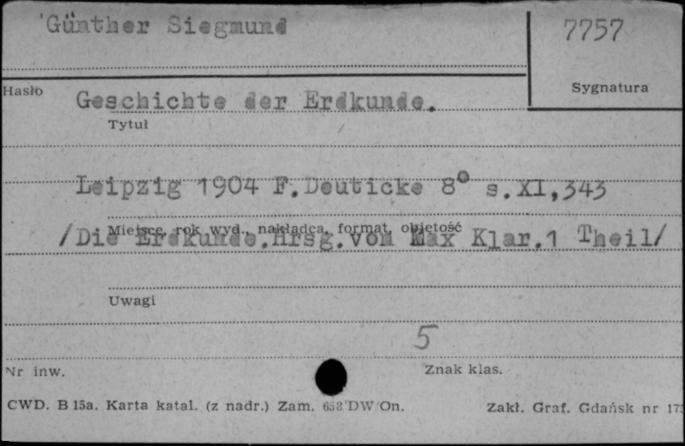 Günther Siegmund
7757
Hasło
Sygnatura
Geschichte der Erdkunde.
Tytuł
Leipzig 1904 F.Deuticke 8° s.XI,343
Miejsce, rok wyd., nakładca, format, objętość
/Die Erdkunde.Hrsg.von Max Klar.1 Theil/
Uwagi
5
Nr inw.
Znak klas.
CWD. B 15a. Karta katal. (z nadr.) Zam. 658 DW/On.
Zakł. Graf. Gdańsk nr